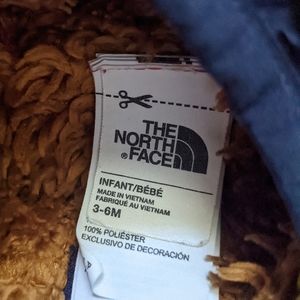 THE
NORTH
®FACE
INFANT/BÉBÉ
MADE IN VIETNAM
FABRIQUÉ AU VIETNAM
3-6M
100% POLIÉSTER
EXCLUSIVO DE DECORACIÓN